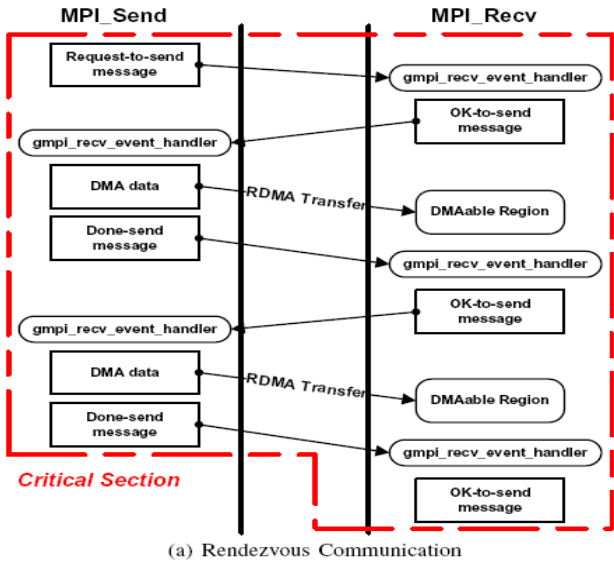 MPI_Send
MPI_Recv
Request-to-send
message
gmpi_recv_event_handler
OK-to-send
message
gmpi_recv_event_handler
DMA data
RDMA Transfer
DMAable Region
Done-send
message
gmpi_recv_event_handler
OK-to-send
message
gmpi_recv_event_handler
DMA data
RDMA Transfer
DMAable Region
Done-send
message
gmpi_recv_event_handler
Critical Section
OK-to-send
message
(a) Rendezvous Communication